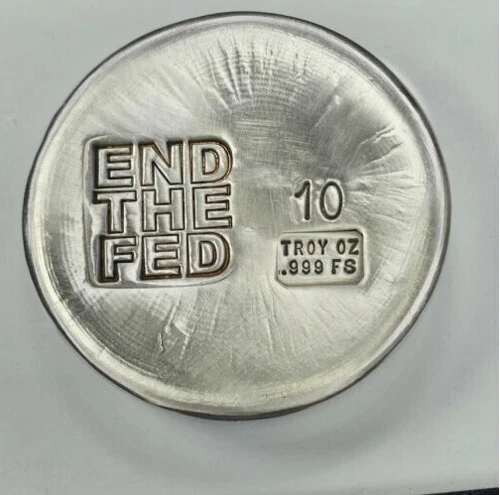 END
THE
FED
10
TROY OZ
.999 FS